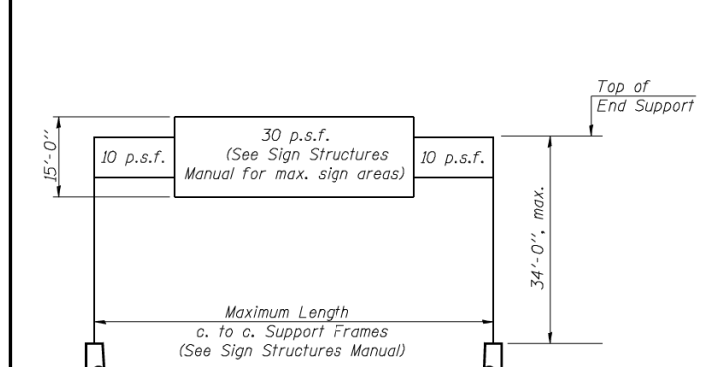 Top of
End Support
15'-0"
10 p.s.f.
30 p.s.f.
(See Sign Structures
Manual for max. sign areas)
10 p.s.f.
34'-0", max.
Maximum Length
c. to c. Support Frames
(See Sign Structures Manual)